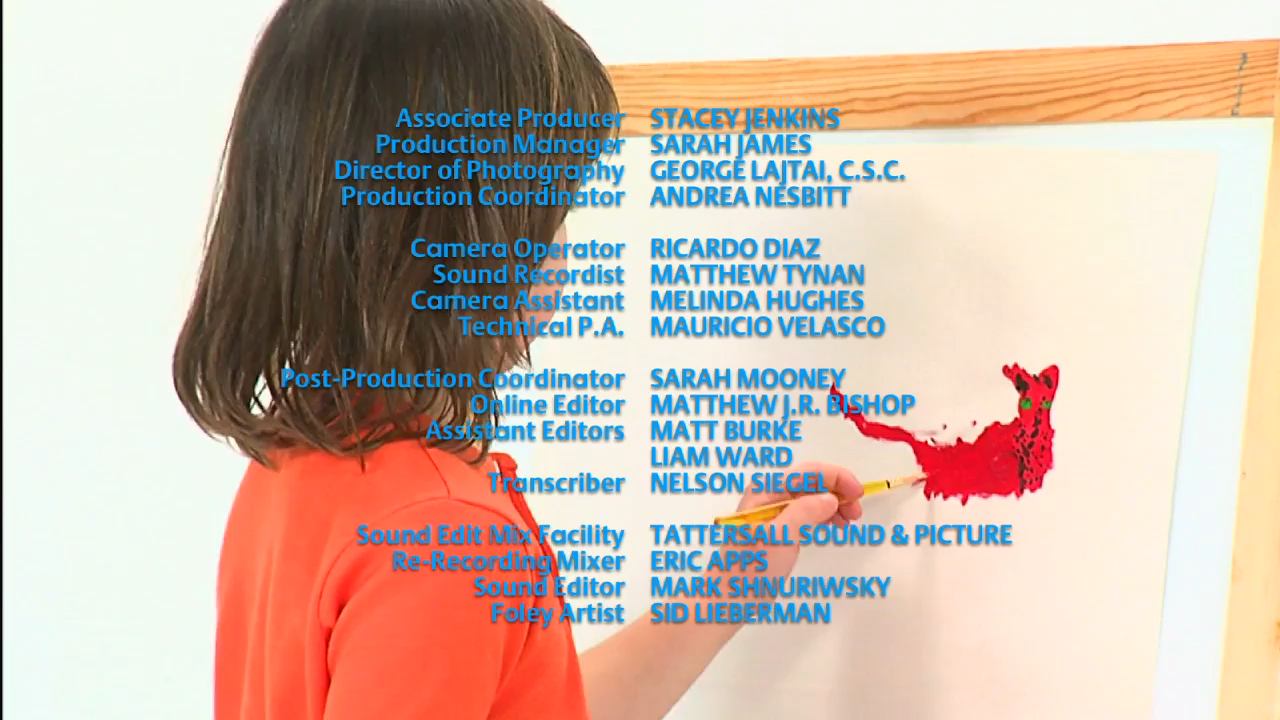 Associate Producer STACEY JENKINS
Production Manager SARAH JAMES
Director of Photography GEORGE LAJTAI, C.S.C.
Production Coordinator ANDREA NESBITT
Camera Operator RICARDO DIAZ
Sound Recordist MATTHEW TYNAN
Camera Assistant MELINDA HUGHES
Technical P.A. MAURICIO VELASCO
Post-Production Coordinator SARAH MOONEY
Online Editor MATTHEW J.R. BISHOP
Assistant Editors MATT BURKE
LIAM WARD
Transcriber NELSON SIEGEL
Sound Edit Mix Facility TATTERSALL SOUND & PICTURE
Re-Recording Mixer ERIC APPS
Sound Editor MARK SHNURIWSKY
Foley Artist SID LIEBERMAN